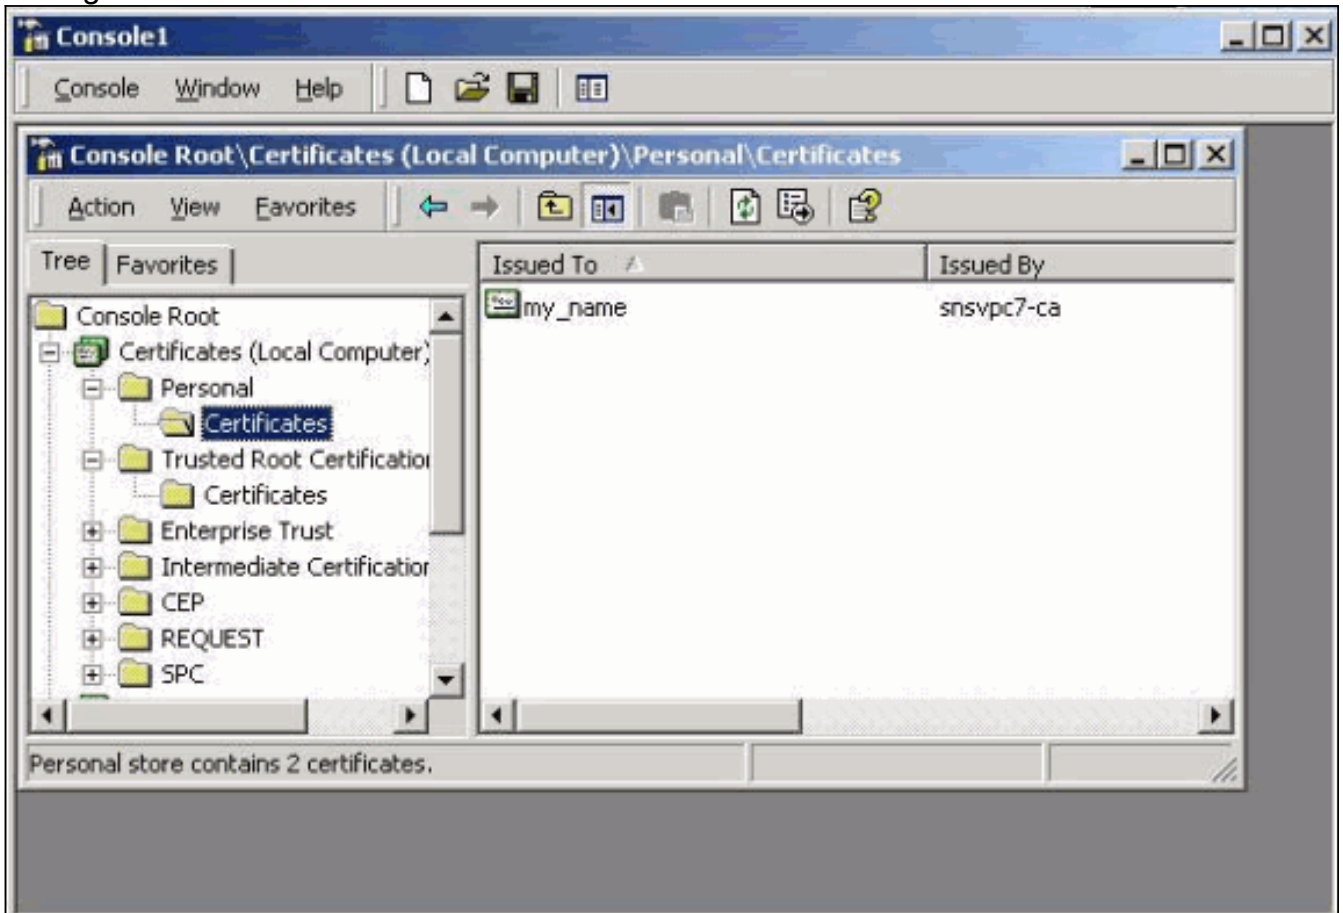 Console1
Console Window Help
Console Root\Certificates (Local Computer)\Personal\Certificates
Action View Favorites
Tree Favorites
Issued To Issued By
my_name snsvpc7-ca
Console Root
Certificates (Local Computer)
Personal
Certificates
Trusted Root Certification
Certificates
Enterprise Trust
Intermediate Certification
CEP
REQUEST
SPC
Personal store contains 2 certificates.